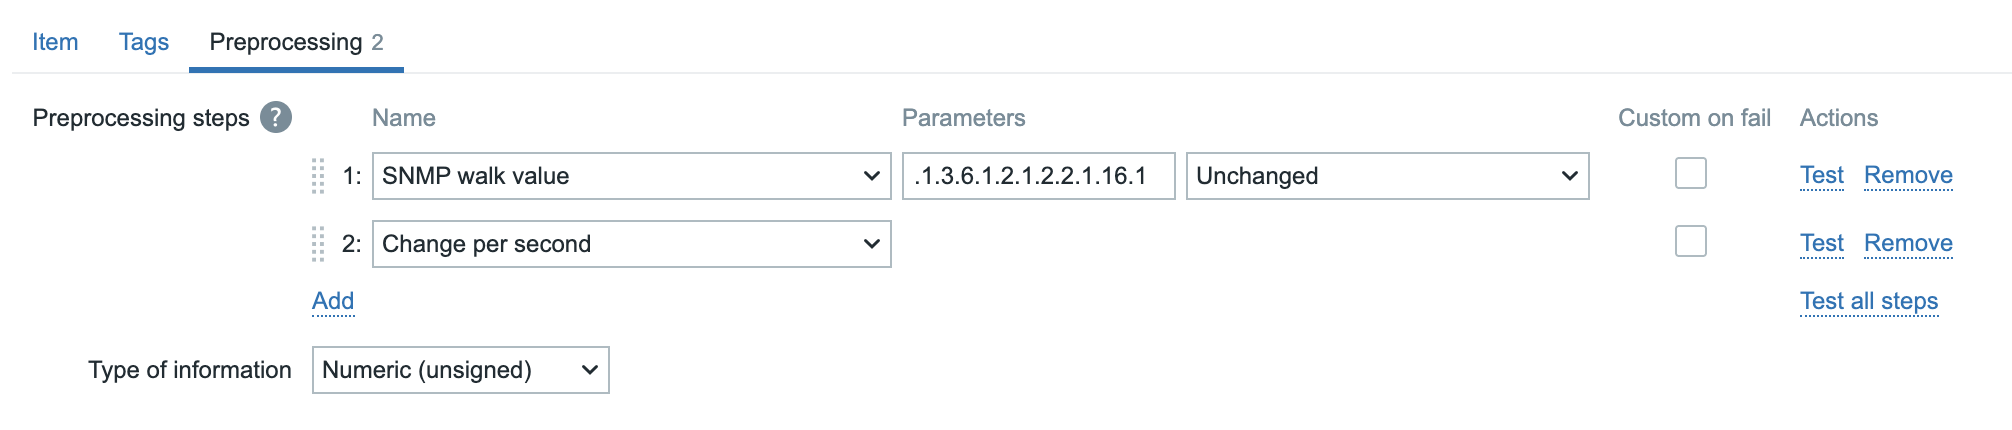 Item Tags Preprocessing 2
Preprocessing steps ? Name Parameters Custom on fail Actions
1: SNMP walk value .1.3.6.1.2.1.2.2.1.16.1 Unchanged Test Remove
2: Change per second Test Remove
Add Test all steps
Type of information Numeric (unsigned)